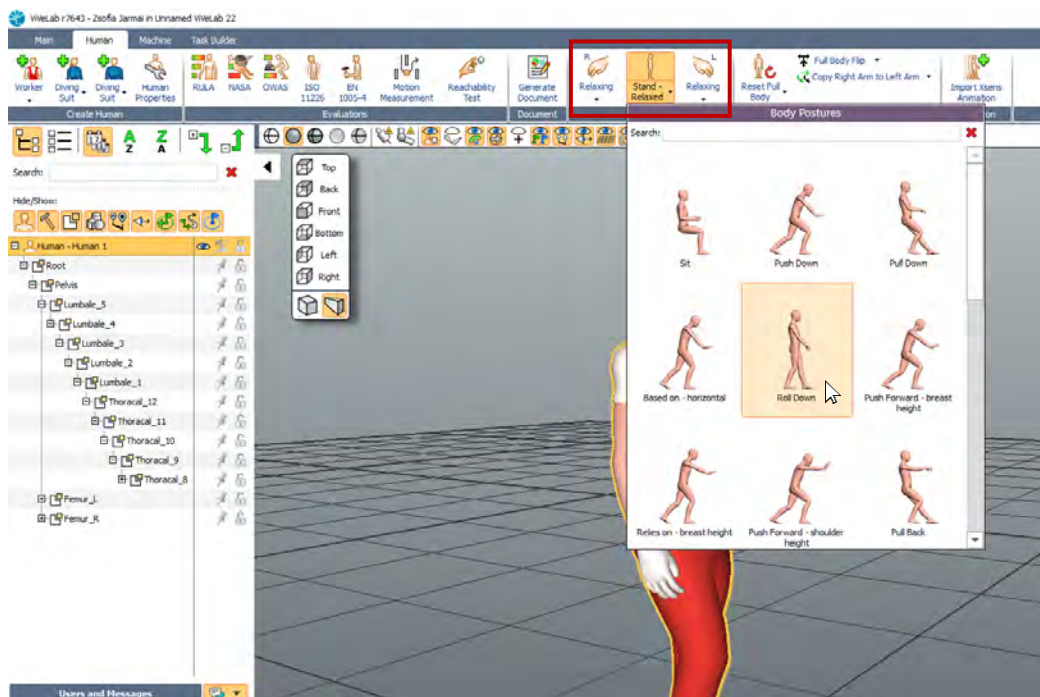 ViveLab r7643 - Zsofia Jarmai in Unnamed ViveLab 22
Main Human Machine Task Builder
Worker
Diving Suit
Diving Suit
Human Properties
RULA
NASA
OWAS
ISO 11226
EN 1005-4
Motion Measurement
Reachability Test
Generate Document
R
Relaxing
Stand - Relaxed
L
Relaxing
Reset Full Body
Full Body Flip
Copy Right Arm to Left Arm
Import Xsens Animation
Create Human
Evaluations
Document
Body Postures
Search:
Search:
Hide/Show:
Human - Human 1
Root
Pelvis
Lumbale_5
Lumbale_4
Lumbale_3
Lumbale_2
Lumbale_1
Thoracal_12
Thoracal_11
Thoracal_10
Thoracal_9
Thoracal_8
Femur_L
Femur_R
Top
Back
Front
Bottom
Left
Right
Sit
Push Down
Pull Down
Based on - horizontal
Roll Down
Push Forward - breast
height
Relies on - breast height
Push Forward - shoulder
height
Pull Back
Users and Messages